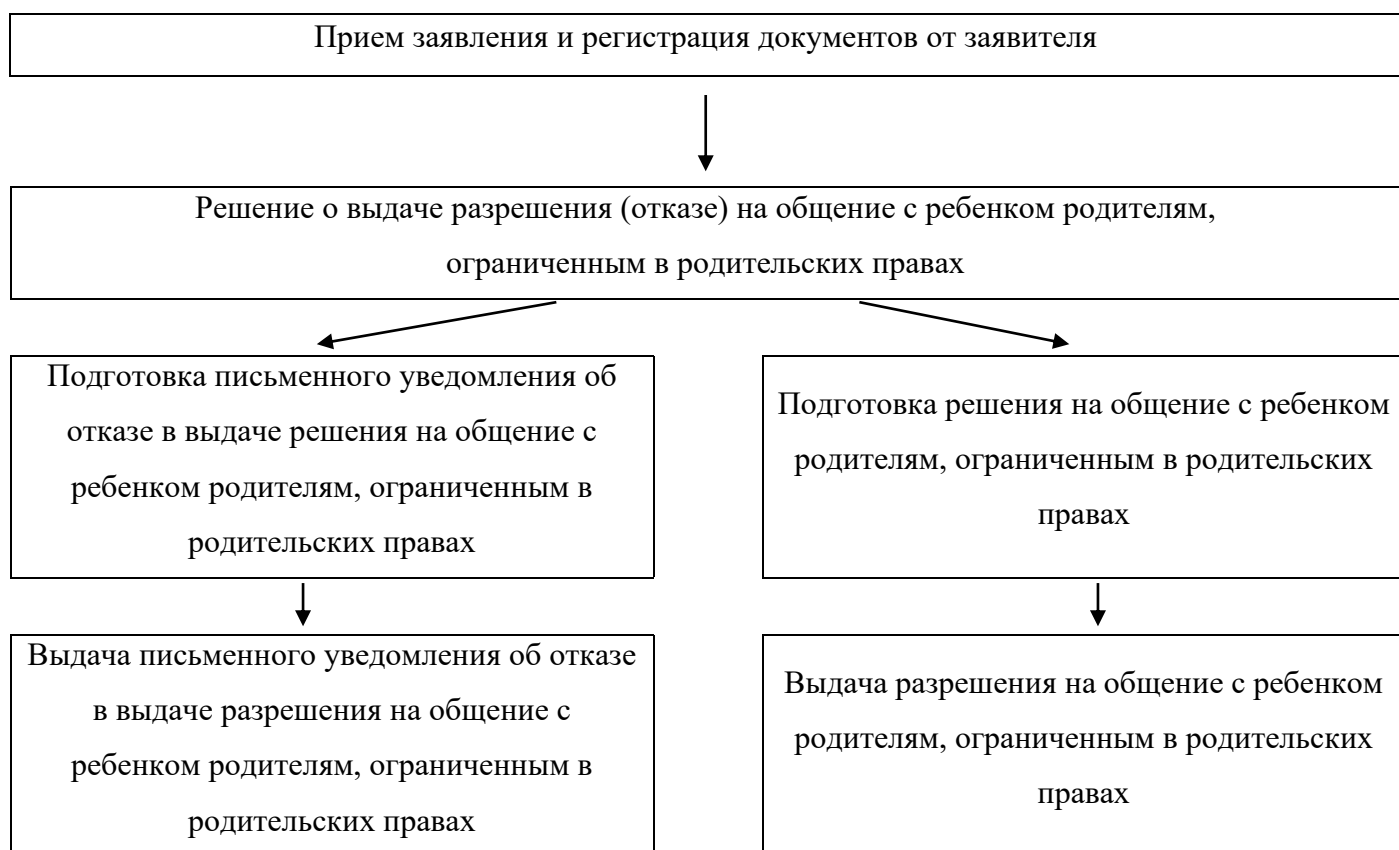 Прием заявления и регистрация документов от заявителя
Решение о выдаче разрешения (отказе) на общение с ребенком родителям,
ограниченным в родительских правах
Подготовка письменного уведомления об
отказе в выдаче решения на общение с
ребенком родителям, ограниченным в
родительских правах
Подготовка решения на общение с ребенком
родителям, ограниченным в родительских
правах
Выдача письменного уведомления об отказе
в выдаче разрешения на общение с
ребенком родителям, ограниченным в
родительских правах
Выдача разрешения на общение с ребенком
родителям, ограниченным в родительских
правах